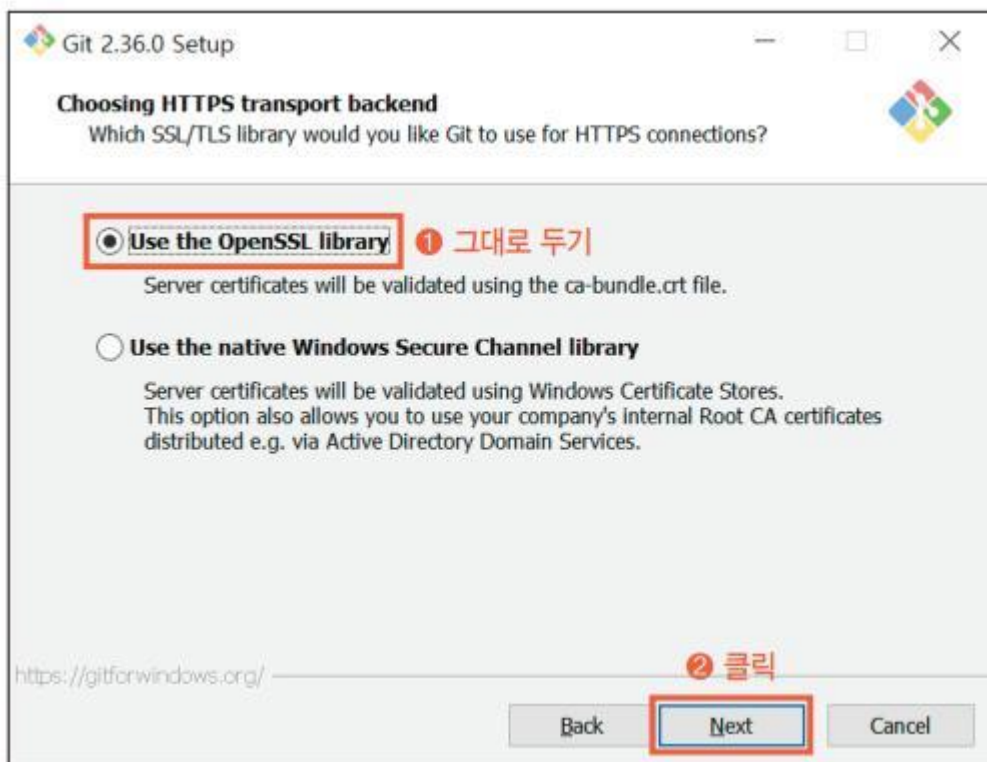 Git 2.36.0 Setup
Choosing HTTPS transport backend
Which SSL/TLS library would you like Git to use for HTTPS connections?
Use the OpenSSL library ❶ 그대로 두기
Server certificates will be validated using the ca-bundle.crt file.
Use the native Windows Secure Channel library
Server certificates will be validated using Windows Certificate Stores.
This option also allows you to use your company's internal Root CA certificates
distributed e.g. via Active Directory Domain Services.
https://gitforwindows.org/
❷ 클릭
Back Next Cancel